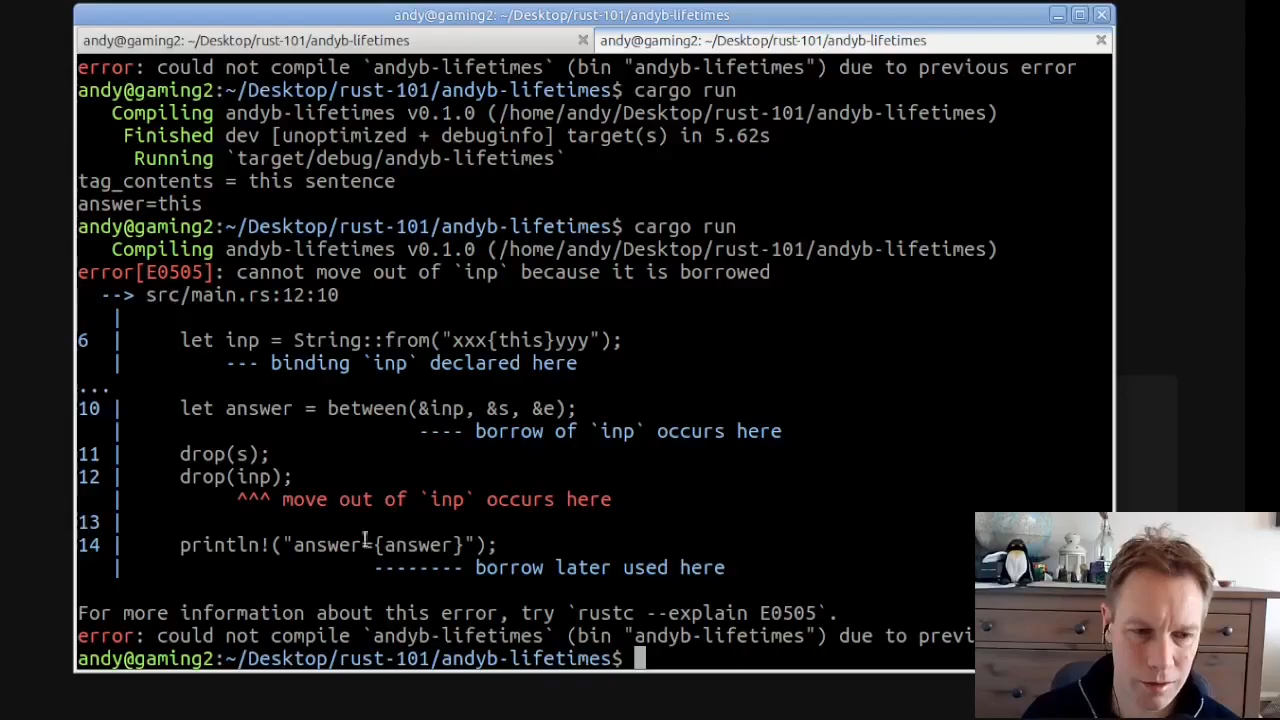 andy@gaming2: ~/Desktop/rust-101/andyb-lifetimes
andy@gaming2: ~/Desktop/rust-101/andyb-lifetimes
andy@gaming2: ~/Desktop/rust-101/andyb-lifetimes
error: could not compile `andyb-lifetimes` (bin "andyb-lifetimes") due to previous error
andy@gaming2:~/Desktop/rust-101/andyb-lifetimes$ cargo run
Compiling andyb-lifetimes v0.1.0 (/home/andy/Desktop/rust-101/andyb-lifetimes)
Finished dev [unoptimized + debuginfo] target(s) in 5.62s
Running `target/debug/andyb-lifetimes`
tag_contents = this sentence
answer=this
andy@gaming2:~/Desktop/rust-101/andyb-lifetimes$ cargo run
Compiling andyb-lifetimes v0.1.0 (/home/andy/Desktop/rust-101/andyb-lifetimes)
error[E0505]: cannot move out of `inp` because it is borrowed
--> src/main.rs:12:10
|
6 | let inp = String::from("xxx{this}yyy");
| --- binding `inp` declared here
...
10 | let answer = between(&inp, &s, &e);
| ---- borrow of `inp` occurs here
11 | drop(s);
12 | drop(inp);
| ^^^ move out of `inp` occurs here
13 |
14 | println!("answer={answer}");
| -------- borrow later used here
For more information about this error, try `rustc --explain E0505`.
error: could not compile `andyb-lifetimes` (bin "andyb-lifetimes") due to previ
andy@gaming2:~/Desktop/rust-101/andyb-lifetimes$